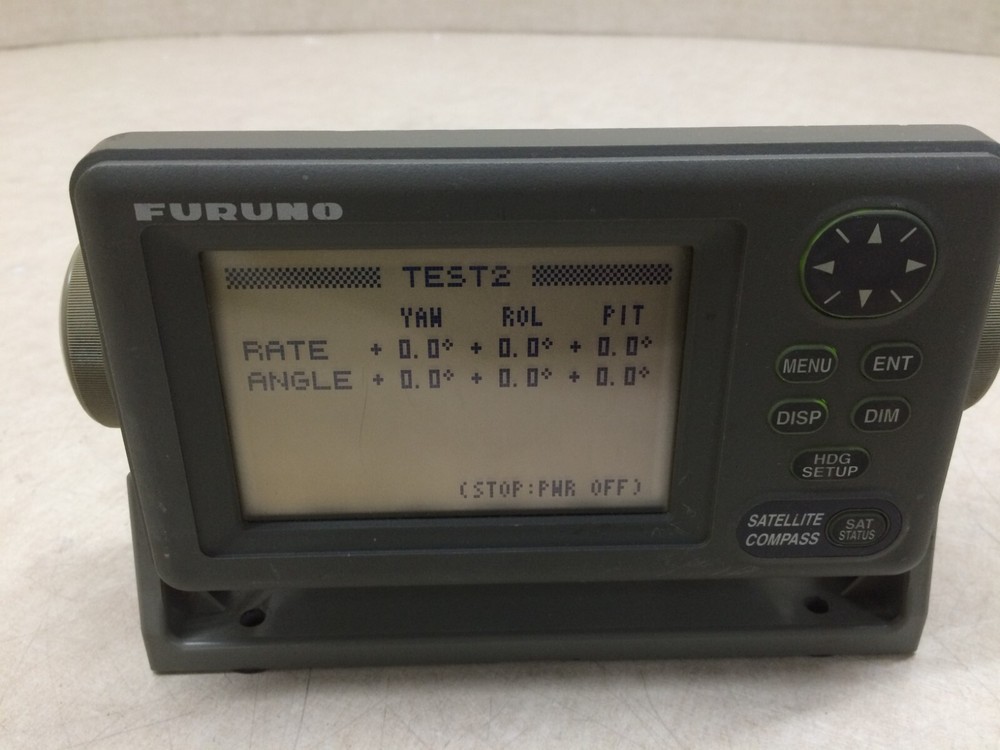 FURUNO
TEST2
YAW ROL PIT
RATE + 0.0° + 0.0° + 0.0°
ANGLE + 0.0° + 0.0° + 0.0°
(STOP:PWR OFF)
MENU ENT
DISP DIM
HDG
SETUP
SATELLITE
COMPASS
SAT
STATUS